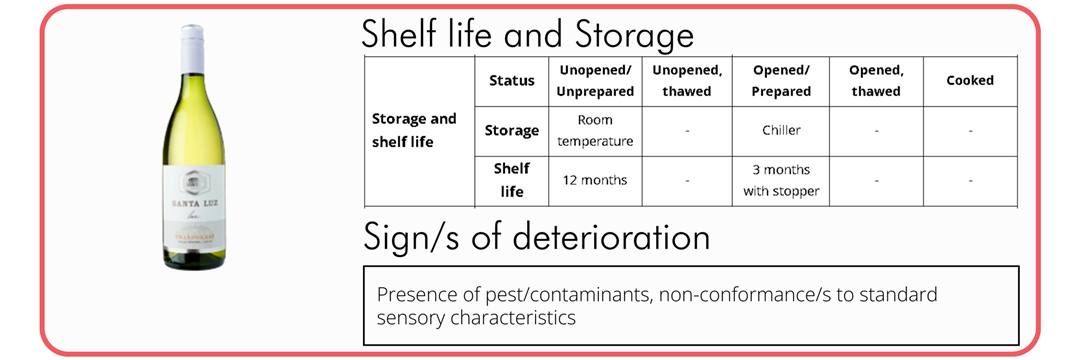 Shelf life and Storage
Storage and
shelf life
Status
Unopened/
Unprepared
Unopened,
thawed
Opened/
Prepared
Opened,
thawed
Cooked
Storage
Room
temperature
-
Chiller
-
-
Shelf
life
12 months
-
3 months
with stopper
-
-
Sign/s of deterioration
Presence of pest/contaminants, non-conformance/s to standard
sensory characteristics
SANTA LUZ